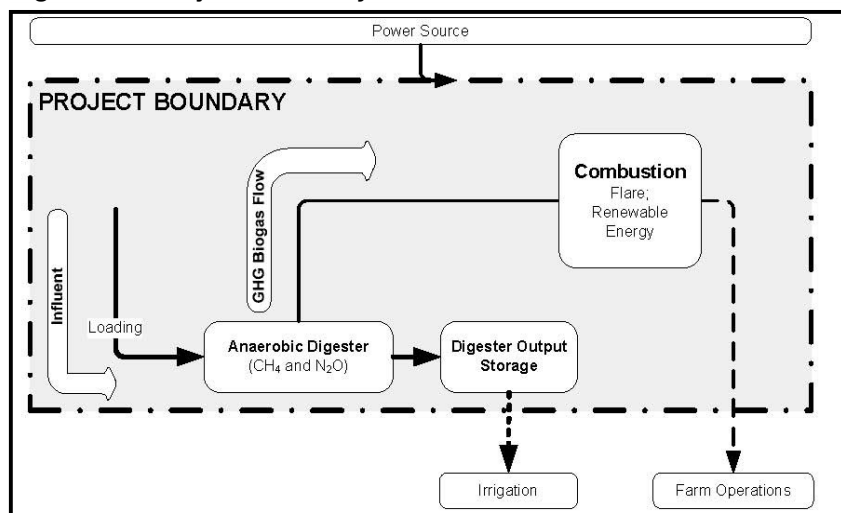 Power Source
PROJECT BOUNDARY
GHG Biogas Flow
Combustion
Flare;
Renewable
Energy
Influent
Loading
Anaerobic Digester
(CH₄ and N₂O)
Digester Output
Storage
Irrigation
Farm Operations